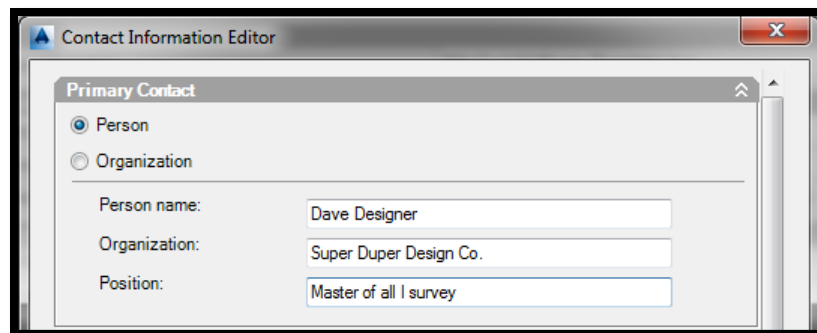 Contact Information Editor
Primary Contact
Person
Organization
Person name: Dave Designer
Organization: Super Duper Design Co.
Position: Master of all I survey